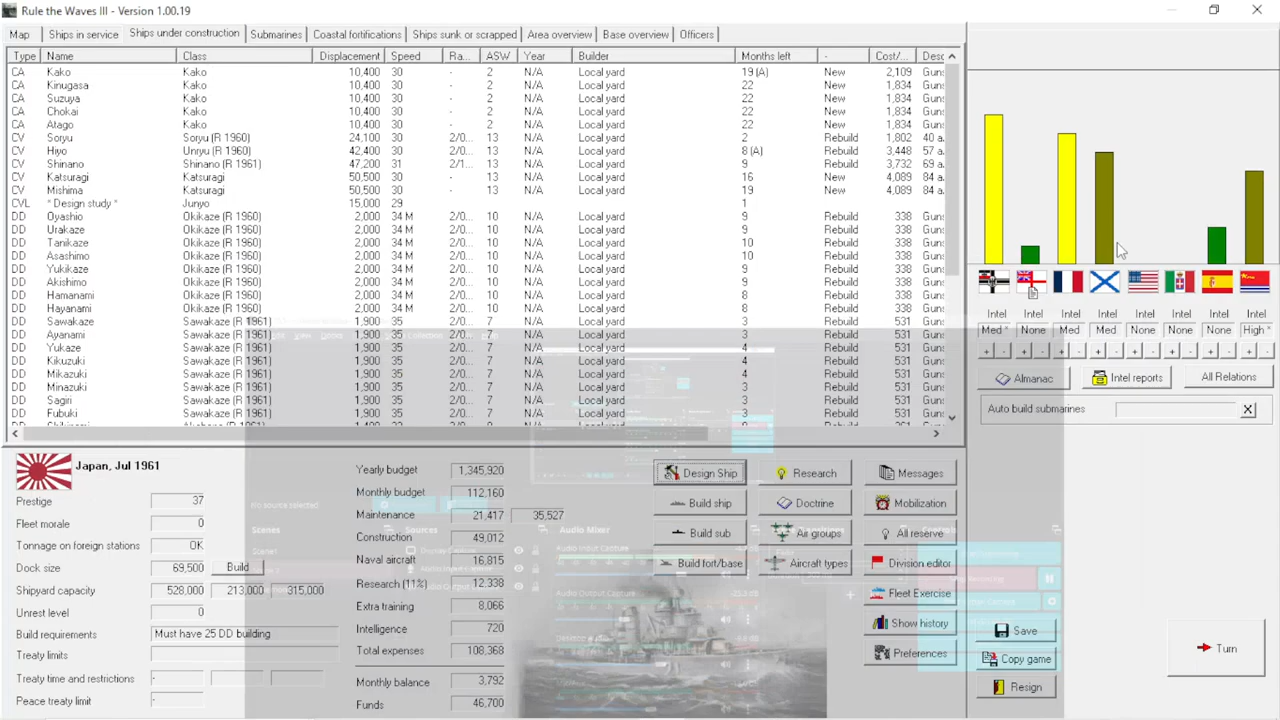 Rule the Waves III - Version 1.00.19
Map Ships in service Ships under construction Submarines Coastal fortifications Ships sunk or scrapped Area overview Base overview Officers
Type Name Class Displacement Speed Ra... ASW Year Builder Months left - Cost/... Desc
CA Kako Kako 10,400 30 - 2 N/A Local yard 19 (A) New 2,109 Guns
CA Kinugasa Kako 10,400 30 - 2 N/A Local yard 22 New 1,834 Guns
CA Suzuya Kako 10,400 30 - 2 N/A Local yard 22 New 1,834 Guns
CA Chokai Kako 10,400 30 - 2 N/A Local yard 22 New 1,834 Guns
CA Atago Kako 10,400 30 - 2 N/A Local yard 22 New 1,834 Guns
CV Soryu Soryu (R 1960) 24,100 30 2/0... 13 N/A Local yard 2 Rebuild 1,802 40 a.
CV Hiyo Unryu (R 1960) 42,400 30 2/0... 13 N/A Local yard 8 (A) Rebuild 3,448 57 a.
CV Shinano Shinano (R 1961) 47,200 31 2/1... 13 N/A Local yard 9 Rebuild 3,732 69 a.
CV Katsuragi Katsuragi 50,500 30 - 13 N/A Local yard 16 New 4,089 84 a.
CV Mishima Katsuragi 50,500 30 - 13 N/A Local yard 19 New 4,089 84 a.
CVL * Design study * Junyo 15,000 29 1
DD Oyashio Okikaze (R 1960) 2,000 34 M 2/0... 10 N/A Local yard 9 Rebuild 338 Guns
DD Urakaze Okikaze (R 1960) 2,000 34 M 2/0... 10 N/A Local yard 9 Rebuild 338 Guns
DD Tanikaze Okikaze (R 1960) 2,000 34 M 2/0... 10 N/A Local yard 10 Rebuild 338 Guns
DD Asashimo Okikaze (R 1960) 2,000 34 M 2/0... 10 N/A Local yard 10 Rebuild 338 Guns
DD Yukikaze Okikaze (R 1960) 2,000 34 M 2/0... 10 N/A Local yard 9 Rebuild 338 Guns
DD Akishimo Okikaze (R 1960) 2,000 34 M 2/0... 10 N/A Local yard 9 Rebuild 338 Guns
DD Hamanami Okikaze (R 1960) 2,000 34 M 2/0... 10 N/A Local yard 8 Rebuild 338 Guns
DD Hayanami Okikaze (R 1960) 2,000 34 M 2/0... 10 N/A Local yard 8 Rebuild 338 Guns
DD Sawakaze Sawakaze (R 1961) 1,900 35 - 7 N/A Local yard 3 Rebuild 531 Guns
DD Ayanami Sawakaze (R 1961) 1,900 35 - 7 N/A Local yard 3 Rebuild 531 Guns
DD Yukaze Sawakaze (R 1961) 1,900 35 - 7 N/A Local yard 4 Rebuild 531 Guns
DD Kikuzuki Sawakaze (R 1961) 1,900 35 - 7 N/A Local yard 3 Rebuild 531 Guns
DD Mikazuki Sawakaze (R 1961) 1,900 35 - 7 N/A Local yard 4 Rebuild 531 Guns
DD Minazuki Sawakaze (R 1961) 1,900 35 - 7 N/A Local yard 3 Rebuild 531 Guns
DD Sagiri Sawakaze (R 1961) 1,900 35 - 7 N/A Local yard 3 Rebuild 531 Guns
DD Fubuki Sawakaze (R 1961) 1,900 35 - 7 N/A Local yard 3 Rebuild 531 Guns
Intel Intel Intel Intel Intel Intel Intel Intel
Med * None Med Med None None None High *
+ - + - + - + - + - + - + - + -
Almanac Intel reports All Relations
Auto build submarines X
Japan, Jul 1961
Prestige 37
Fleet morale 0
Tonnage on foreign stations OK
Dock size 69,500 Build
Shipyard capacity 528,000 213,000 315,000
Unrest level 0
Build requirements Must have 25 DD building
Treaty limits
Treaty time and restrictions -
Peace treaty limit -
Yearly budget 1,345,920
Monthly budget 112,160
Maintenance 21,417 35,527
Construction 49,012
Naval aircraft 16,815
Research (11%) 12,338
Extra training 8,066
Intelligence 720
Total expenses 108,368
Monthly balance 3,792
Funds 46,700
Design Ship Research Messages
Build ship Doctrine Mobilization
Build sub Air groups All reserve
Build fort/base Aircraft types Division editor
Fleet Exercise
Show history
Preferences
Save
Copy game
Resign
Turn
No source selected
Scenes Sources Audio Mixer
Audio Input Capture
Audio Output Capture